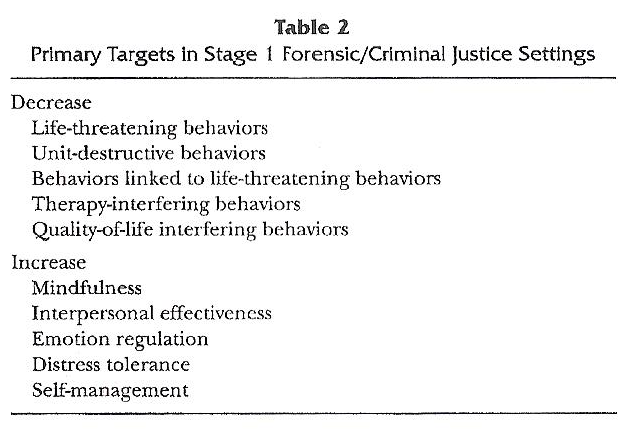 Table 2
Primary Targets in Stage 1 Forensic/Criminal Justice Settings
Decrease
Life-threatening behaviors
Unit-destructive behaviors
Behaviors linked to life-threatening behaviors
Therapy-interfering behaviors
Quality-of-life interfering behaviors
Increase
Mindfulness
Interpersonal effectiveness
Emotion regulation
Distress tolerance
Self-management